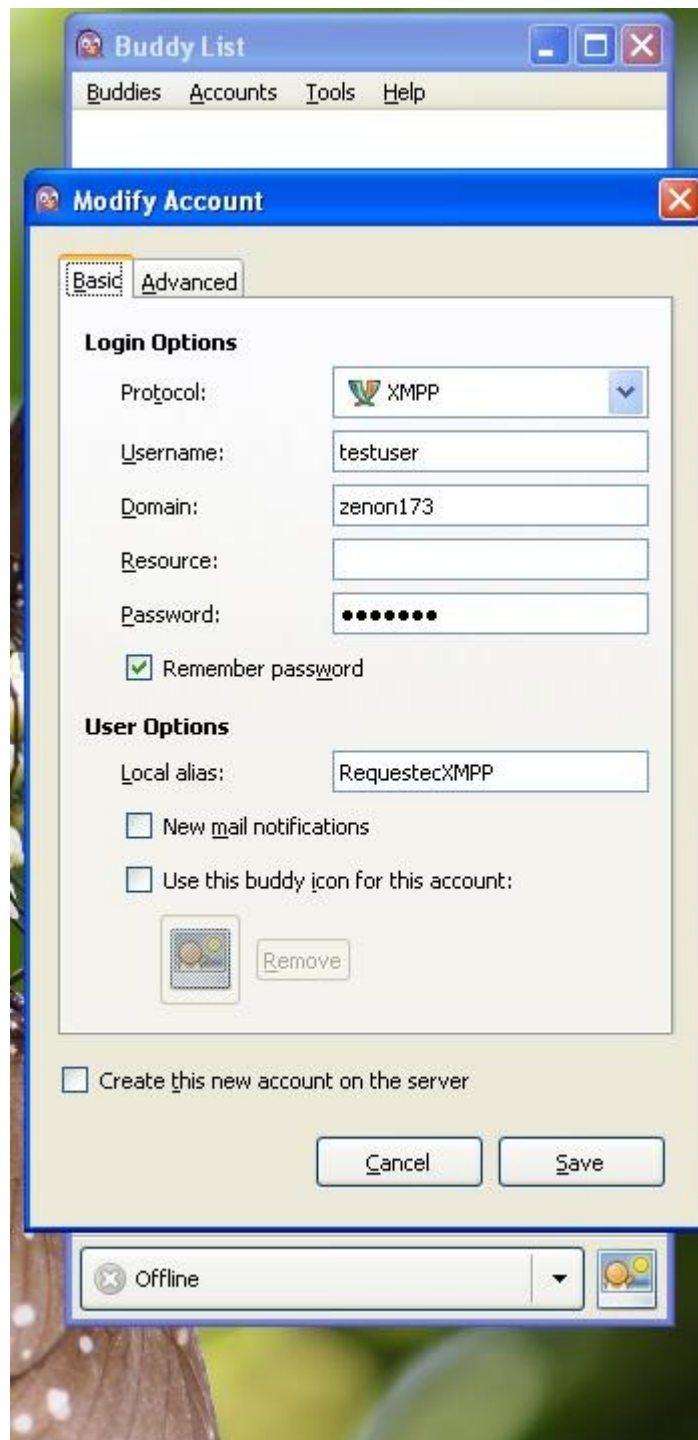 Buddy List
Buddies Accounts Tools Help
Modify Account
Basic Advanced
Login Options
Protocol: XMPP
Username: testuser
Domain: zenon173
Resource:
Password: •••••••
Remember password
User Options
Local alias: RequestecXMPP
New mail notifications
Use this buddy icon for this account:
Remove
Create this new account on the server
Cancel Save
Offline